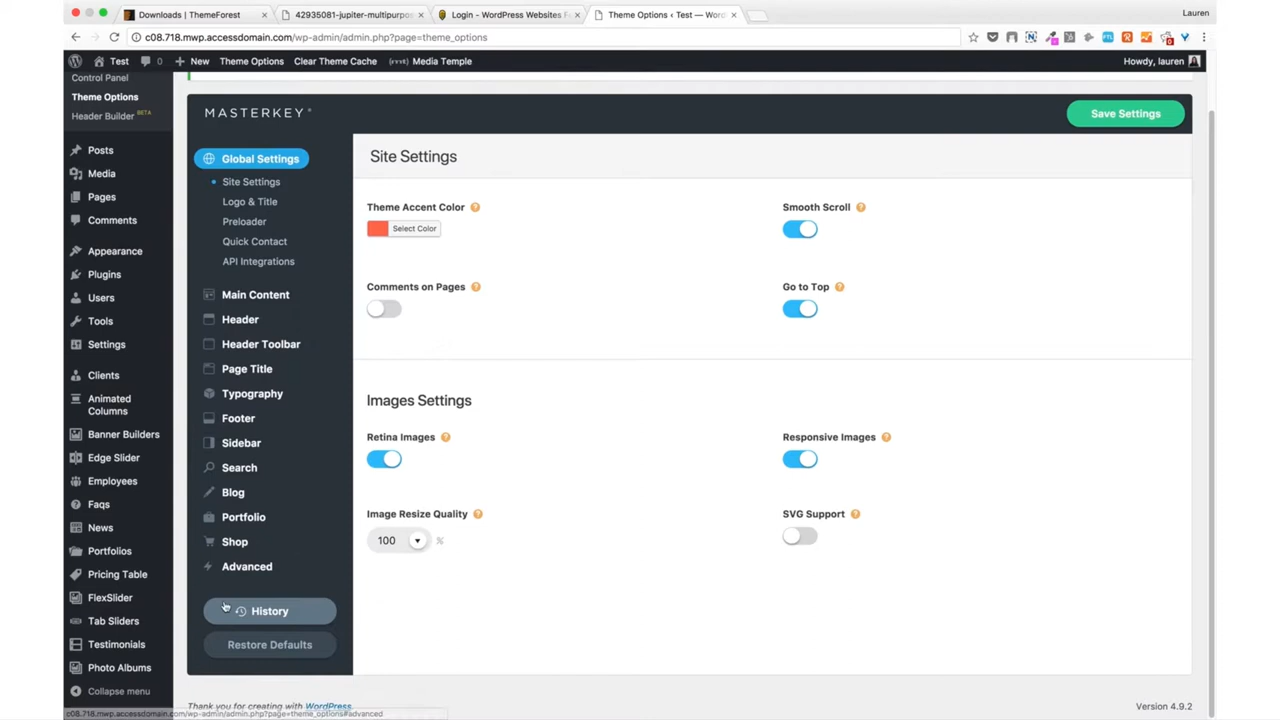 Downloads | ThemeForest
42935081-jupiter-multipurpos
Login - WordPress Websites F
Theme Options ‹ Test — Wor
Lauren
c08.718.mwp.accessdomain.com/wp-admin/admin.php?page=theme_options
Test
0
New
Theme Options
Clear Theme Cache
Media Temple
Howdy, lauren
Control Panel
Theme Options
Header Builder BETA
Posts
Media
Pages
Comments
Appearance
Plugins
Users
Tools
Settings
Clients
Animated
Columns
Banner Builders
Edge Slider
Employees
Faqs
News
Portfolios
Pricing Table
FlexSlider
Tab Sliders
Testimonials
Photo Albums
Collapse menu
MASTERKEY
Save Settings
Global Settings
Site Settings
Logo & Title
Preloader
Quick Contact
API Integrations
Main Content
Header
Header Toolbar
Page Title
Typography
Footer
Sidebar
Search
Blog
Portfolio
Shop
Advanced
History
Restore Defaults
Site Settings
Theme Accent Color ?
Select Color
Smooth Scroll ?
Comments on Pages ?
Go to Top ?
Images Settings
Retina Images ?
Responsive Images ?
Image Resize Quality ?
100 %
SVG Support ?
Thank you for creating with WordPress.
Version 4.9.2
c08.718.mwp.accessdomain.com/wp-admin/admin.php?page=theme_options#advanced